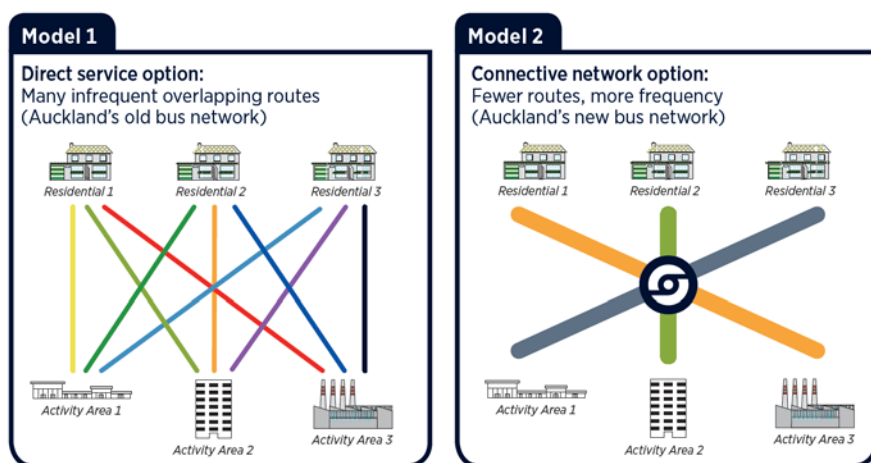 Model 1
Direct service option:
Many infrequent overlapping routes
(Auckland's old bus network)
Residential 1
Residential 2
Residential 3
Activity Area 1
Activity Area 2
Activity Area 3
Model 2
Connective network option:
Fewer routes, more frequency
(Auckland's new bus network)
Residential 1
Residential 2
Residential 3
Activity Area 1
Activity Area 2
Activity Area 3